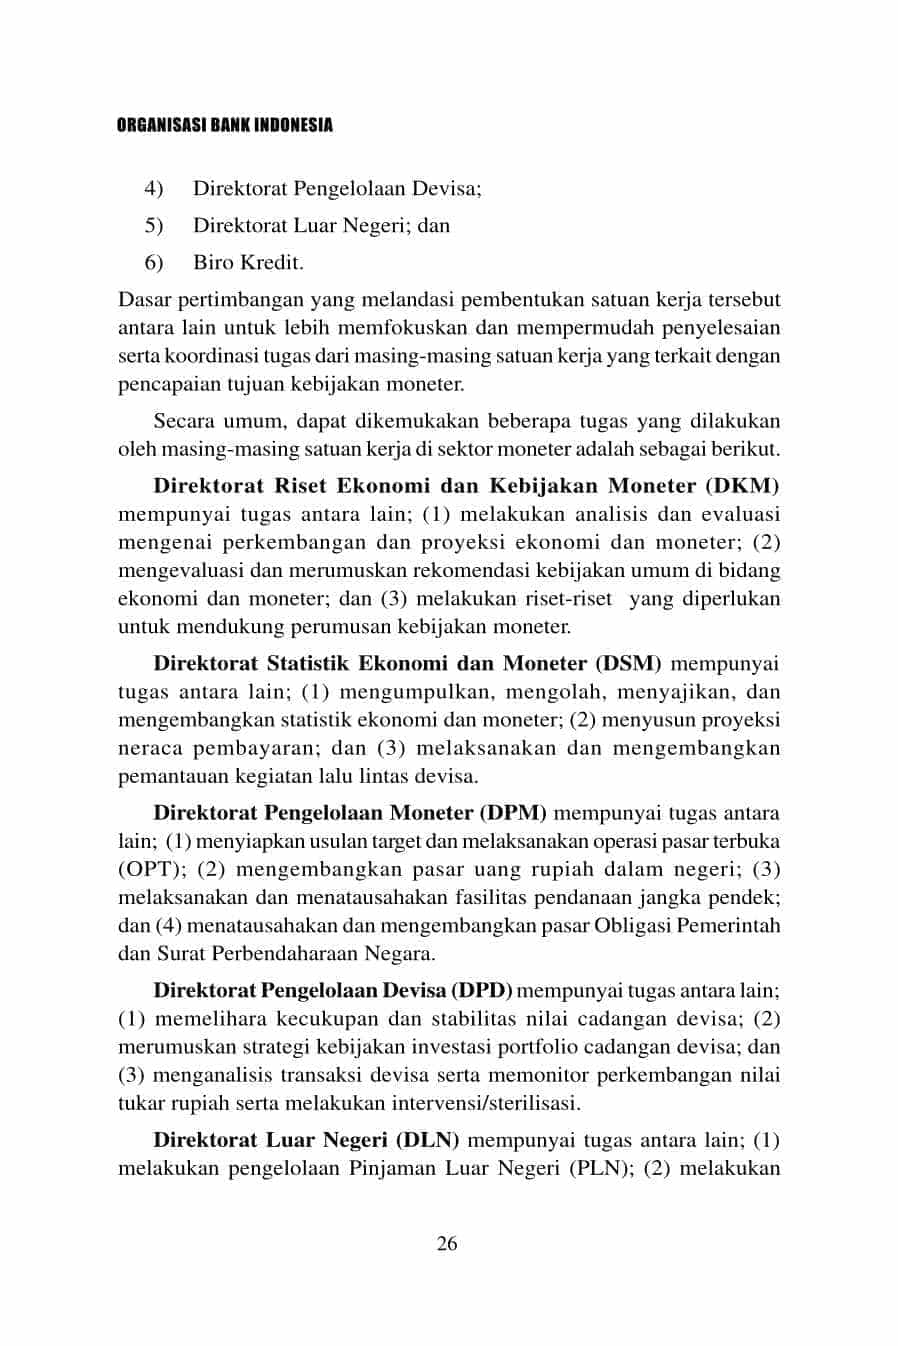 ORGANISASI BANK INDONESIA
4) Direktorat Pengelolaan Devisa;
5) Direktorat Luar Negeri; dan
6) Biro Kredit.
Dasar pertimbangan yang melandasi pembentukan satuan kerja tersebut
antara lain untuk lebih memfokuskan dan mempermudah penyelesaian
serta koordinasi tugas dari masing-masing satuan kerja yang terkait dengan
pencapaian tujuan kebijakan moneter.
Secara umum, dapat dikemukakan beberapa tugas yang dilakukan
oleh masing-masing satuan kerja di sektor moneter adalah sebagai berikut.
Direktorat Riset Ekonomi dan Kebijakan Moneter (DKM)
mempunyai tugas antara lain; (1) melakukan analisis dan evaluasi
mengenai perkembangan dan proyeksi ekonomi dan moneter; (2)
mengevaluasi dan merumuskan rekomendasi kebijakan umum di bidang
ekonomi dan moneter; dan (3) melakukan riset-riset yang diperlukan
untuk mendukung perumusan kebijakan moneter.
Direktorat Statistik Ekonomi dan Moneter (DSM) mempunyai
tugas antara lain; (1) mengumpulkan, mengolah, menyajikan, dan
mengembangkan statistik ekonomi dan moneter; (2) menyusun proyeksi
neraca pembayaran; dan (3) melaksanakan dan mengembangkan
pemantauan kegiatan lalu lintas devisa.
Direktorat Pengelolaan Moneter (DPM) mempunyai tugas antara
lain; (1) menyiapkan usulan target dan melaksanakan operasi pasar terbuka
(OPT); (2) mengembangkan pasar uang rupiah dalam negeri; (3)
melaksanakan dan menatausahakan fasilitas pendanaan jangka pendek;
dan (4) menatausahakan dan mengembangkan pasar Obligasi Pemerintah
dan Surat Perbendaharaan Negara.
Direktorat Pengelolaan Devisa (DPD) mempunyai tugas antara lain;
(1) memelihara kecukupan dan stabilitas nilai cadangan devisa; (2)
merumuskan strategi kebijakan investasi portfolio cadangan devisa; dan
(3) menganalisis transaksi devisa serta memonitor perkembangan nilai
tukar rupiah serta melakukan intervensi/sterilisasi.
Direktorat Luar Negeri (DLN) mempunyai tugas antara lain; (1)
melakukan pengelolaan Pinjaman Luar Negeri (PLN); (2) melakukan
26